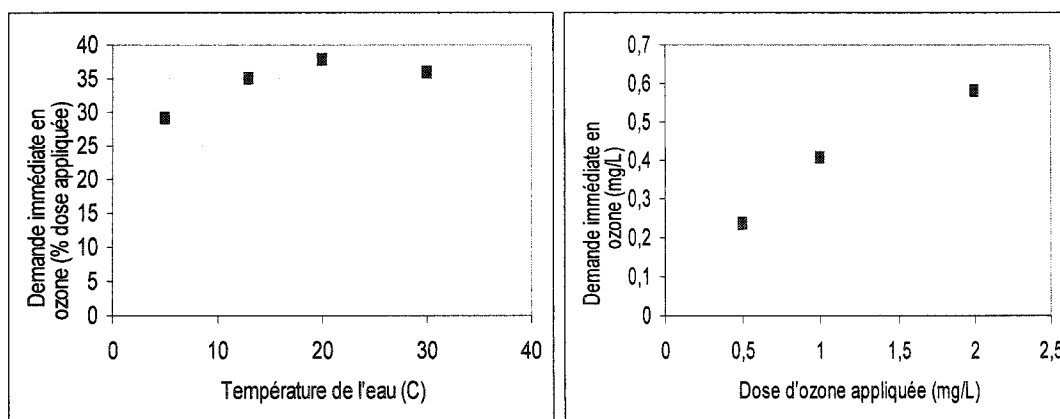 Demande immédiate en
ozone (% dose appliquée)
40
35
30
25
20
15
10
5
0
0 10 20 30 40
Température de l'eau (C)
Demande immédiate en
ozone (mg/L)
0,7
0,6
0,5
0,4
0,3
0,2
0,1
0
0 0,5 1 1,5 2 2,5
Dose d'ozone appliquée (mg/L)